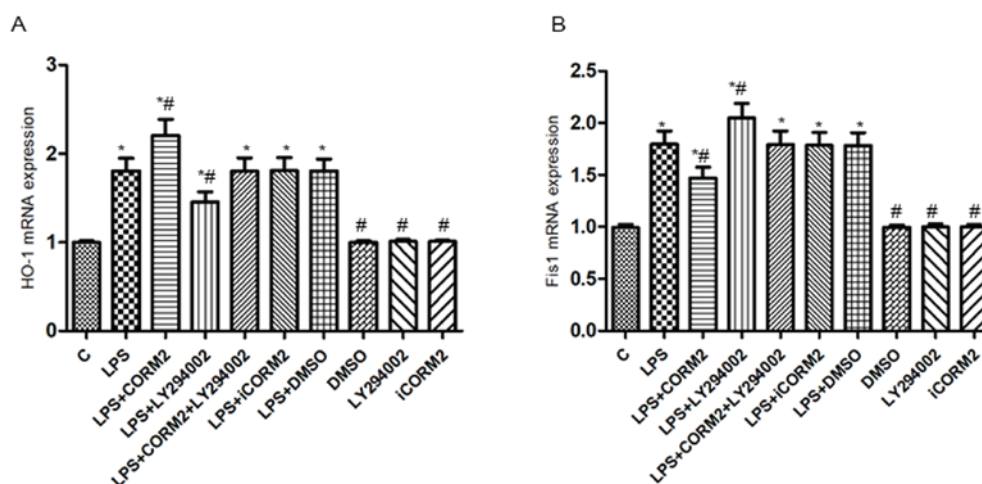 A
HO-1 mRNA expression
3
2
1
0
*
*#
*#
*
*
*
#
#
#
C
LPS
LPS+CORM2
LPS+LY294002
LPS+CORM2+LY294002
LPS+iCORM2
LPS+DMSO
DMSO
LY294002
iCORM2
B
Fis1 mRNA expression
2.5
2.0
1.5
1.0
0.5
0.0
*
*#
*#
*
*
*
#
#
#
C
LPS
LPS+CORM2
LPS+LY294002
LPS+CORM2+LY294002
LPS+iCORM2
LPS+DMSO
DMSO
LY294002
iCORM2